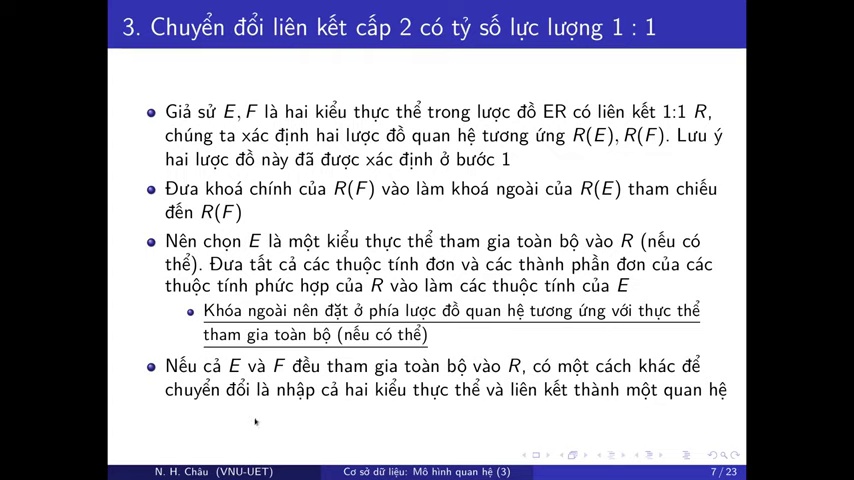 3. Chuyển đổi liên kết cấp 2 có tỷ số lực lượng 1 : 1
Giả sử E, F là hai kiểu thực thể trong lược đồ ER có liên kết 1:1 R,
chúng ta xác định hai lược đồ quan hệ tương ứng R(E), R(F). Lưu ý
hai lược đồ này đã được xác định ở bước 1
Đưa khoá chính của R(F) vào làm khoá ngoài của R(E) tham chiếu
đến R(F)
Nên chọn E là một kiểu thực thể tham gia toàn bộ vào R (nếu có
thể). Đưa tất cả các thuộc tính đơn và các thành phần đơn của các
thuộc tính phức hợp của R vào làm các thuộc tính của E
Khóa ngoài nên đặt ở phía lược đồ quan hệ tương ứng với thực thể
tham gia toàn bộ (nếu có thể)
Nếu cả E và F đều tham gia toàn bộ vào R, có một cách khác để
chuyển đổi là nhập cả hai kiểu thực thể và liên kết thành một quan hệ
N. H. Châu (VNU-UET)
Cơ sở dữ liệu: Mô hình quan hệ (3)
7 / 23